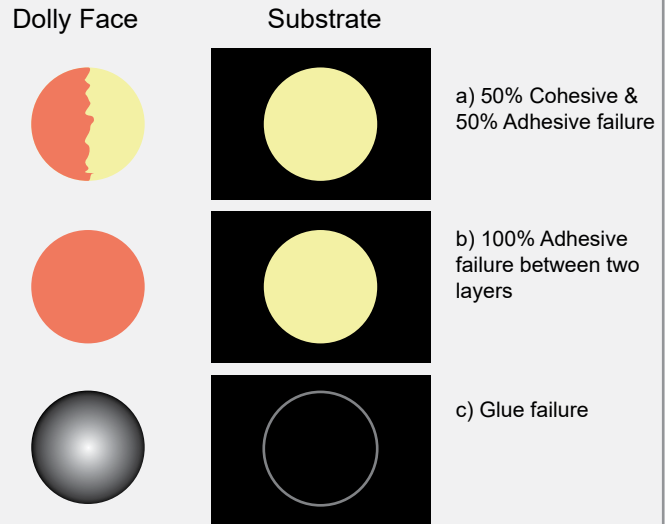 Dolly Face
Substrate
a) 50% Cohesive &
50% Adhesive failure
b) 100% Adhesive
failure between two
layers
c) Glue failure